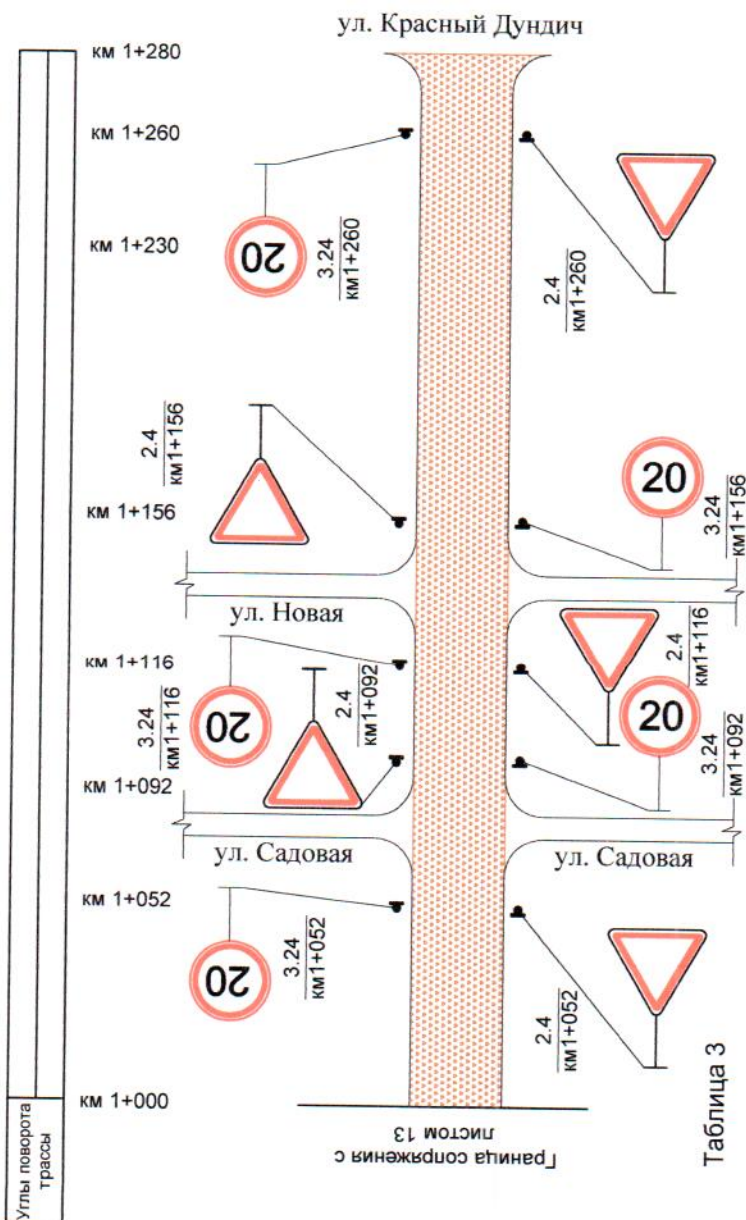 ул. Красный Дундич
км 1+280
км 1+260
20
3.24
км1+260
2.4
км1+260
км 1+230
2.4
км1+156
20
3.24
км1+156
км 1+156
ул. Новая
км 1+116
20
3.24
км1+116
2.4
км1+092
2.4
км1+116
20
3.24
км1+092
км 1+092
ул. Садовая
ул. Садовая
км 1+052
20
3.24
км1+052
2.4
км1+052
км 1+000
Углы поворота
трассы
Граница сопряжения с
листом 13
Таблица 3